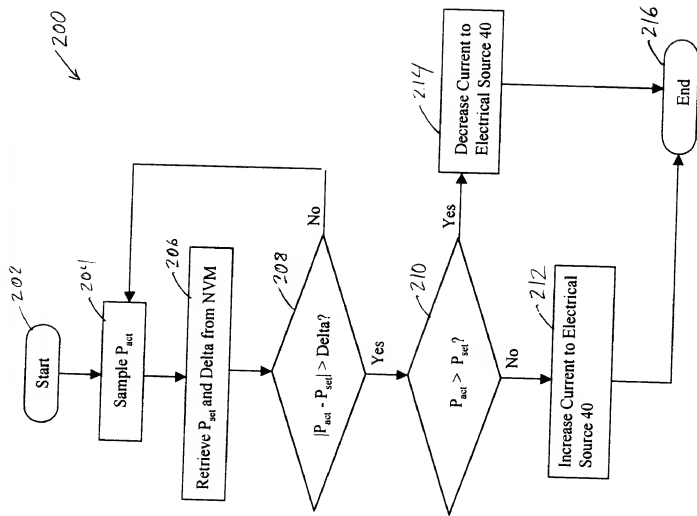 200
202
Start
204
Sample P_act
206
Retrieve P_set and Delta from NVM
208
|P_act - P_set| > Delta?
No
Yes
210
P_act > P_set?
Yes
No
214
Decrease Current to
Electrical Source 40
212
Increase Current to Electrical
Source 40
216
End